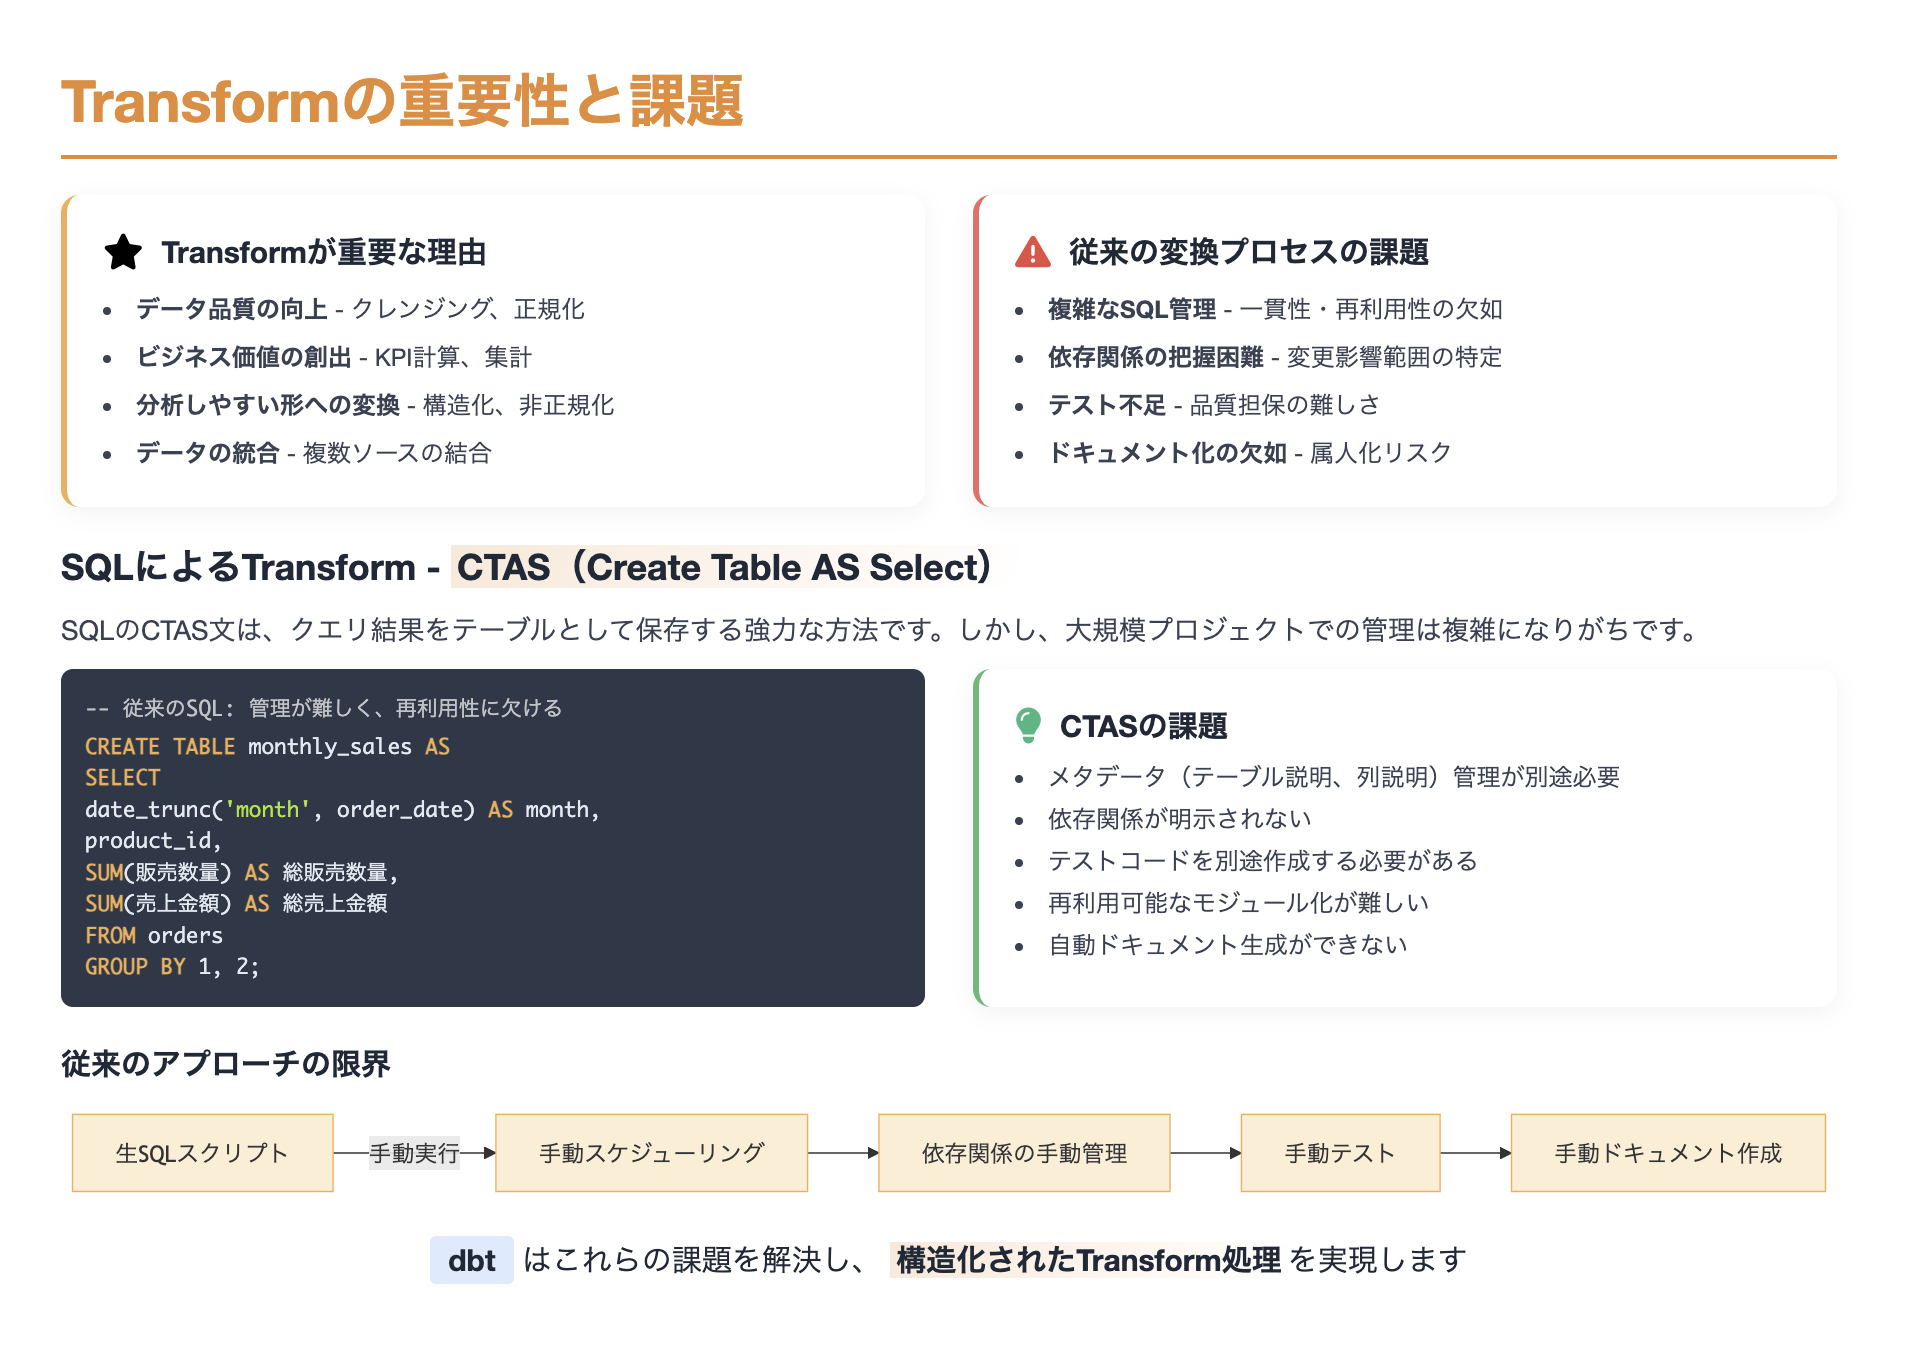 Transformの重要性と課題
Transformが重要な理由
• データ品質の向上 - クレンジング、正規化
• ビジネス価値の創出 - KPI計算、集計
• 分析しやすい形への変換 - 構造化、非正規化
• データの統合 - 複数ソースの結合
従来の変換プロセスの課題
• 複雑なSQL管理 - 一貫性・再利用性の欠如
• 依存関係の把握困難 - 変更影響範囲の特定
• テスト不足 - 品質担保の難しさ
• ドキュメント化の欠如 - 属人化リスク
SQLによるTransform - CTAS（Create Table AS Select）
SQLのCTAS文は、クエリ結果をテーブルとして保存する強力な方法です。しかし、大規模プロジェクトでの管理は複雑になりがちです。
-- 従来のSQL: 管理が難しく、再利用性に欠ける
CREATE TABLE monthly_sales AS
SELECT
date_trunc('month', order_date) AS month,
product_id,
SUM(販売数量) AS 総販売数量,
SUM(売上金額) AS 総売上金額
FROM orders
GROUP BY 1, 2;
CTASの課題
• メタデータ（テーブル説明、列説明）管理が別途必要
• 依存関係が明示されない
• テストコードを別途作成する必要がある
• 再利用可能なモジュール化が難しい
• 自動ドキュメント生成ができない
従来のアプローチの限界
生SQLスクリプト
手動実行
手動スケジューリング
依存関係の手動管理
手動テスト
手動ドキュメント作成
dbt はこれらの課題を解決し、 構造化されたTransform処理 を実現します